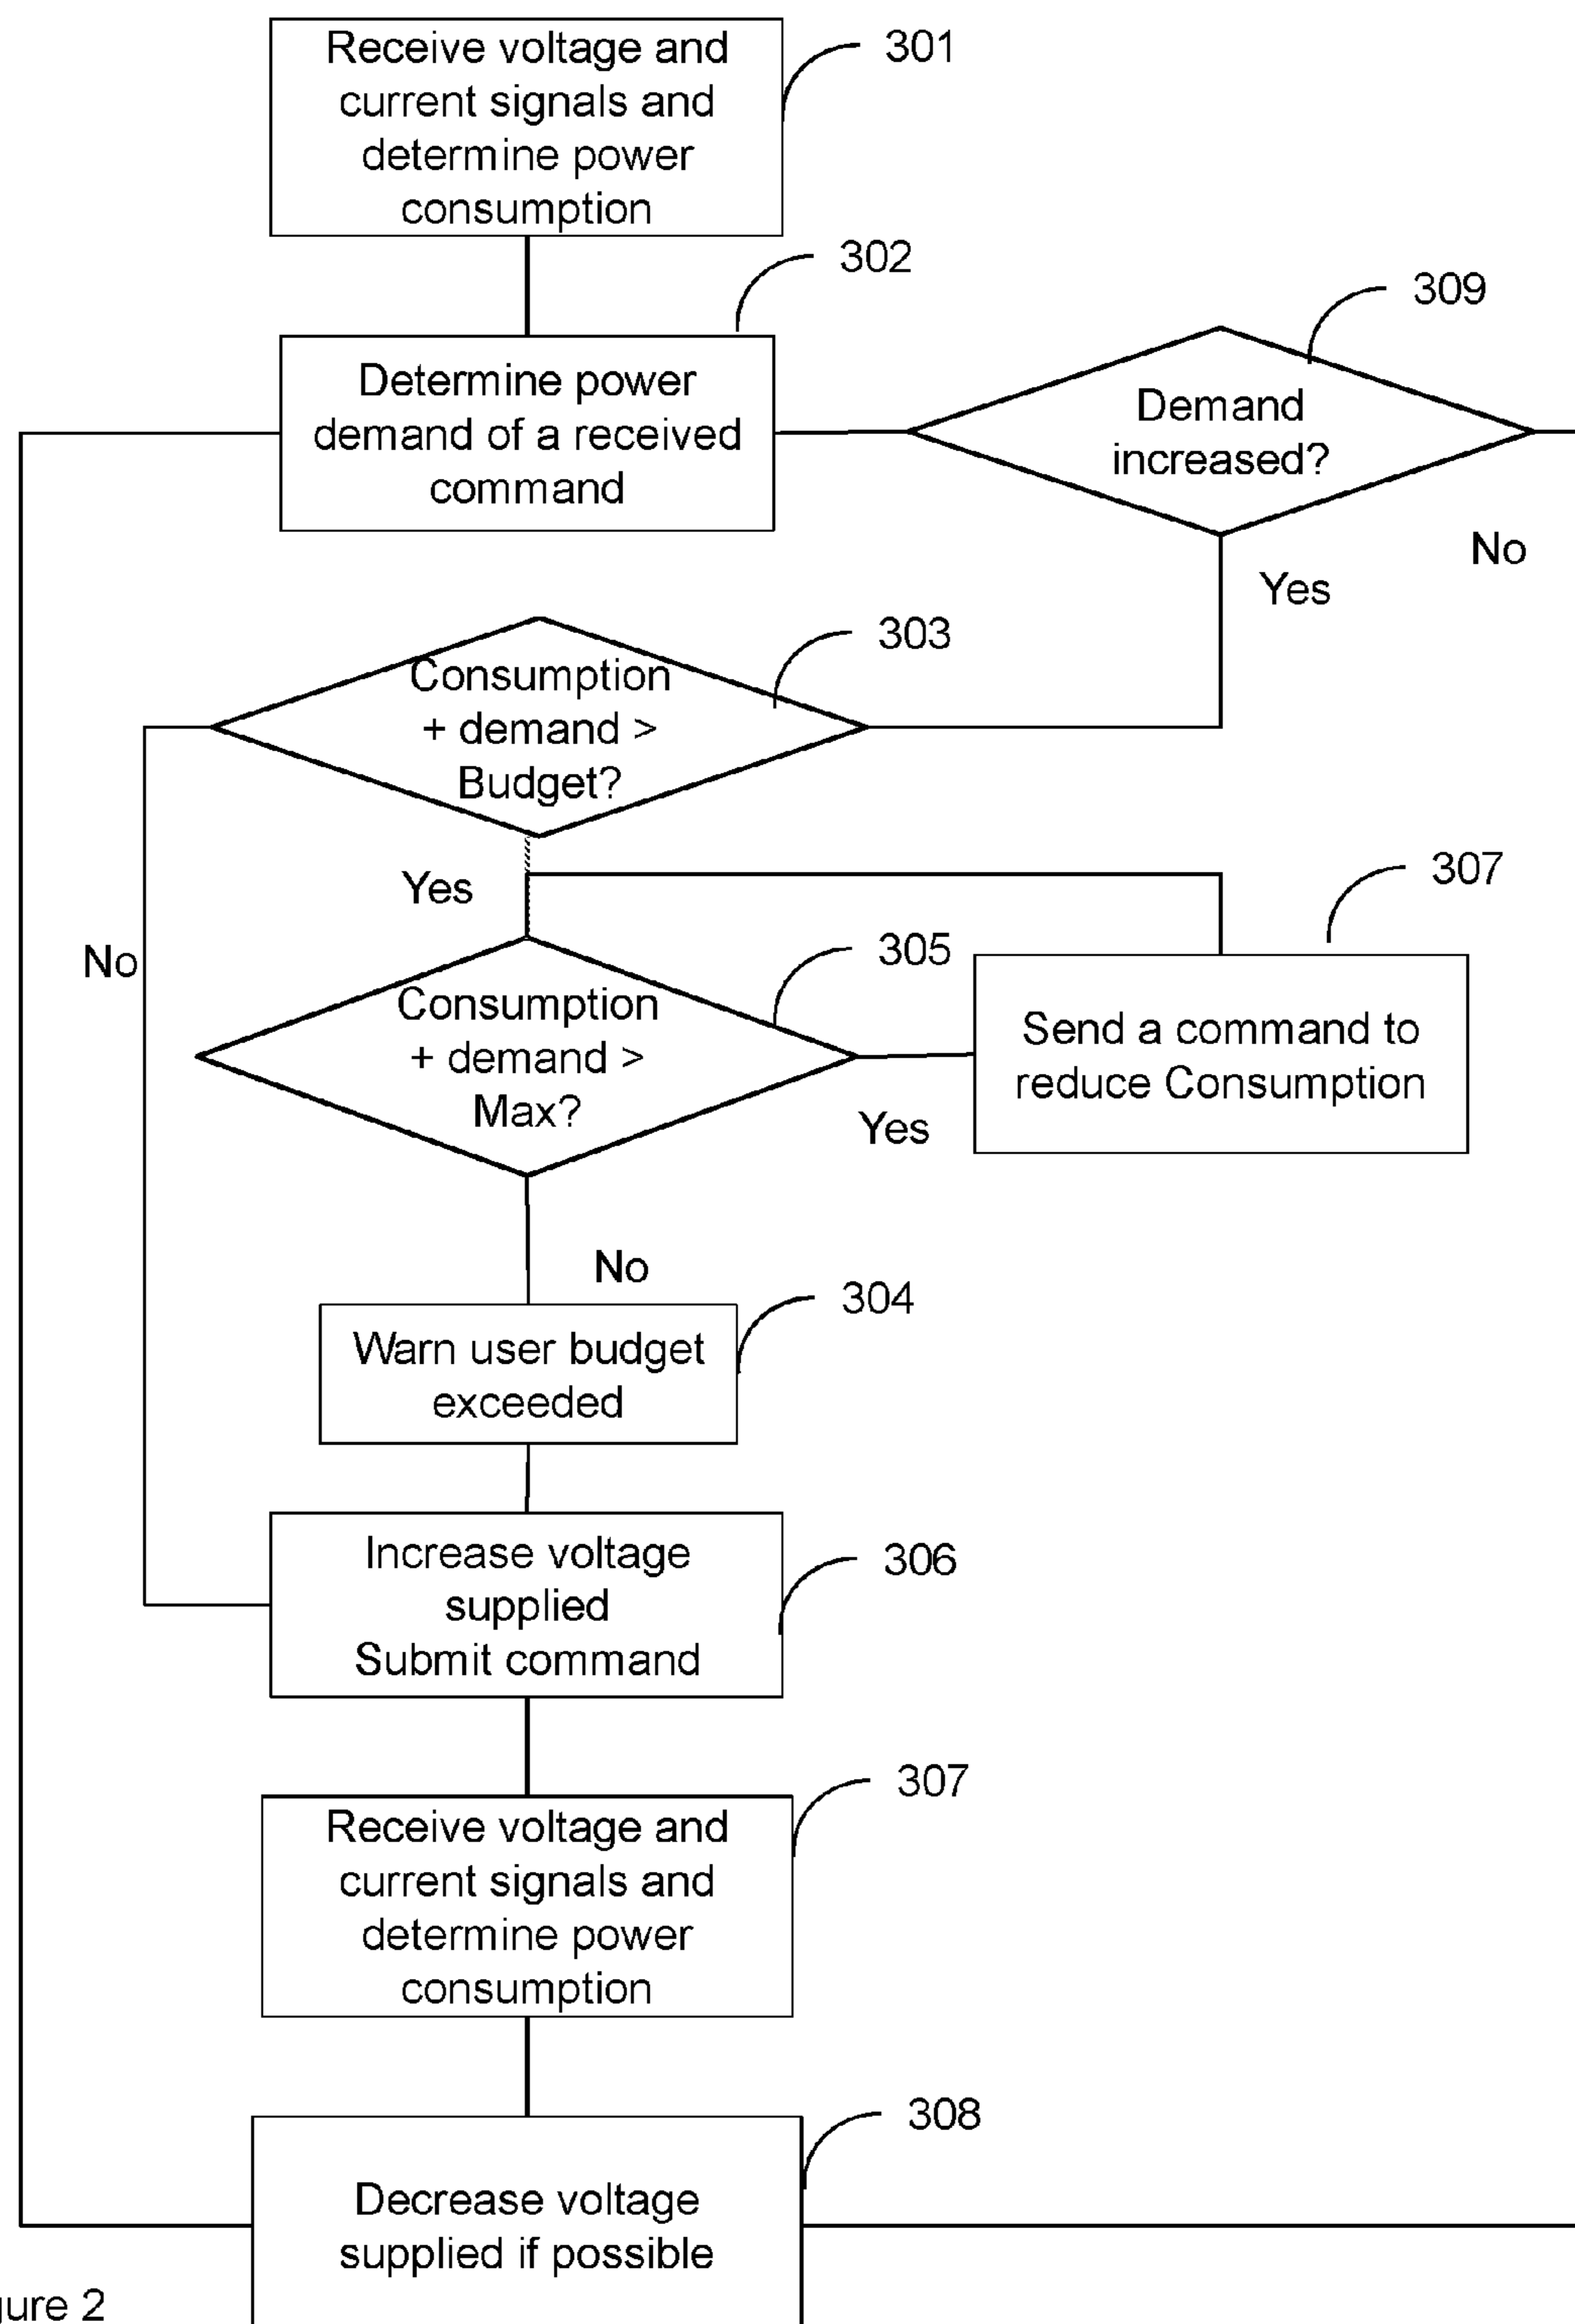 Receive voltage and
current signals and
determine power
consumption
301
302
Determine power
demand of a received
command
309
Demand
increased?
No
Yes
303
Consumption
+ demand >
Budget?
Yes
No
307
Send a command to
reduce Consumption
305
Consumption
+ demand >
Max?
Yes
No
304
Warn user budget
exceeded
Increase voltage
supplied
Submit command
306
307
Receive voltage and
current signals and
determine power
consumption
308
Decrease voltage
supplied if possible
gure 2